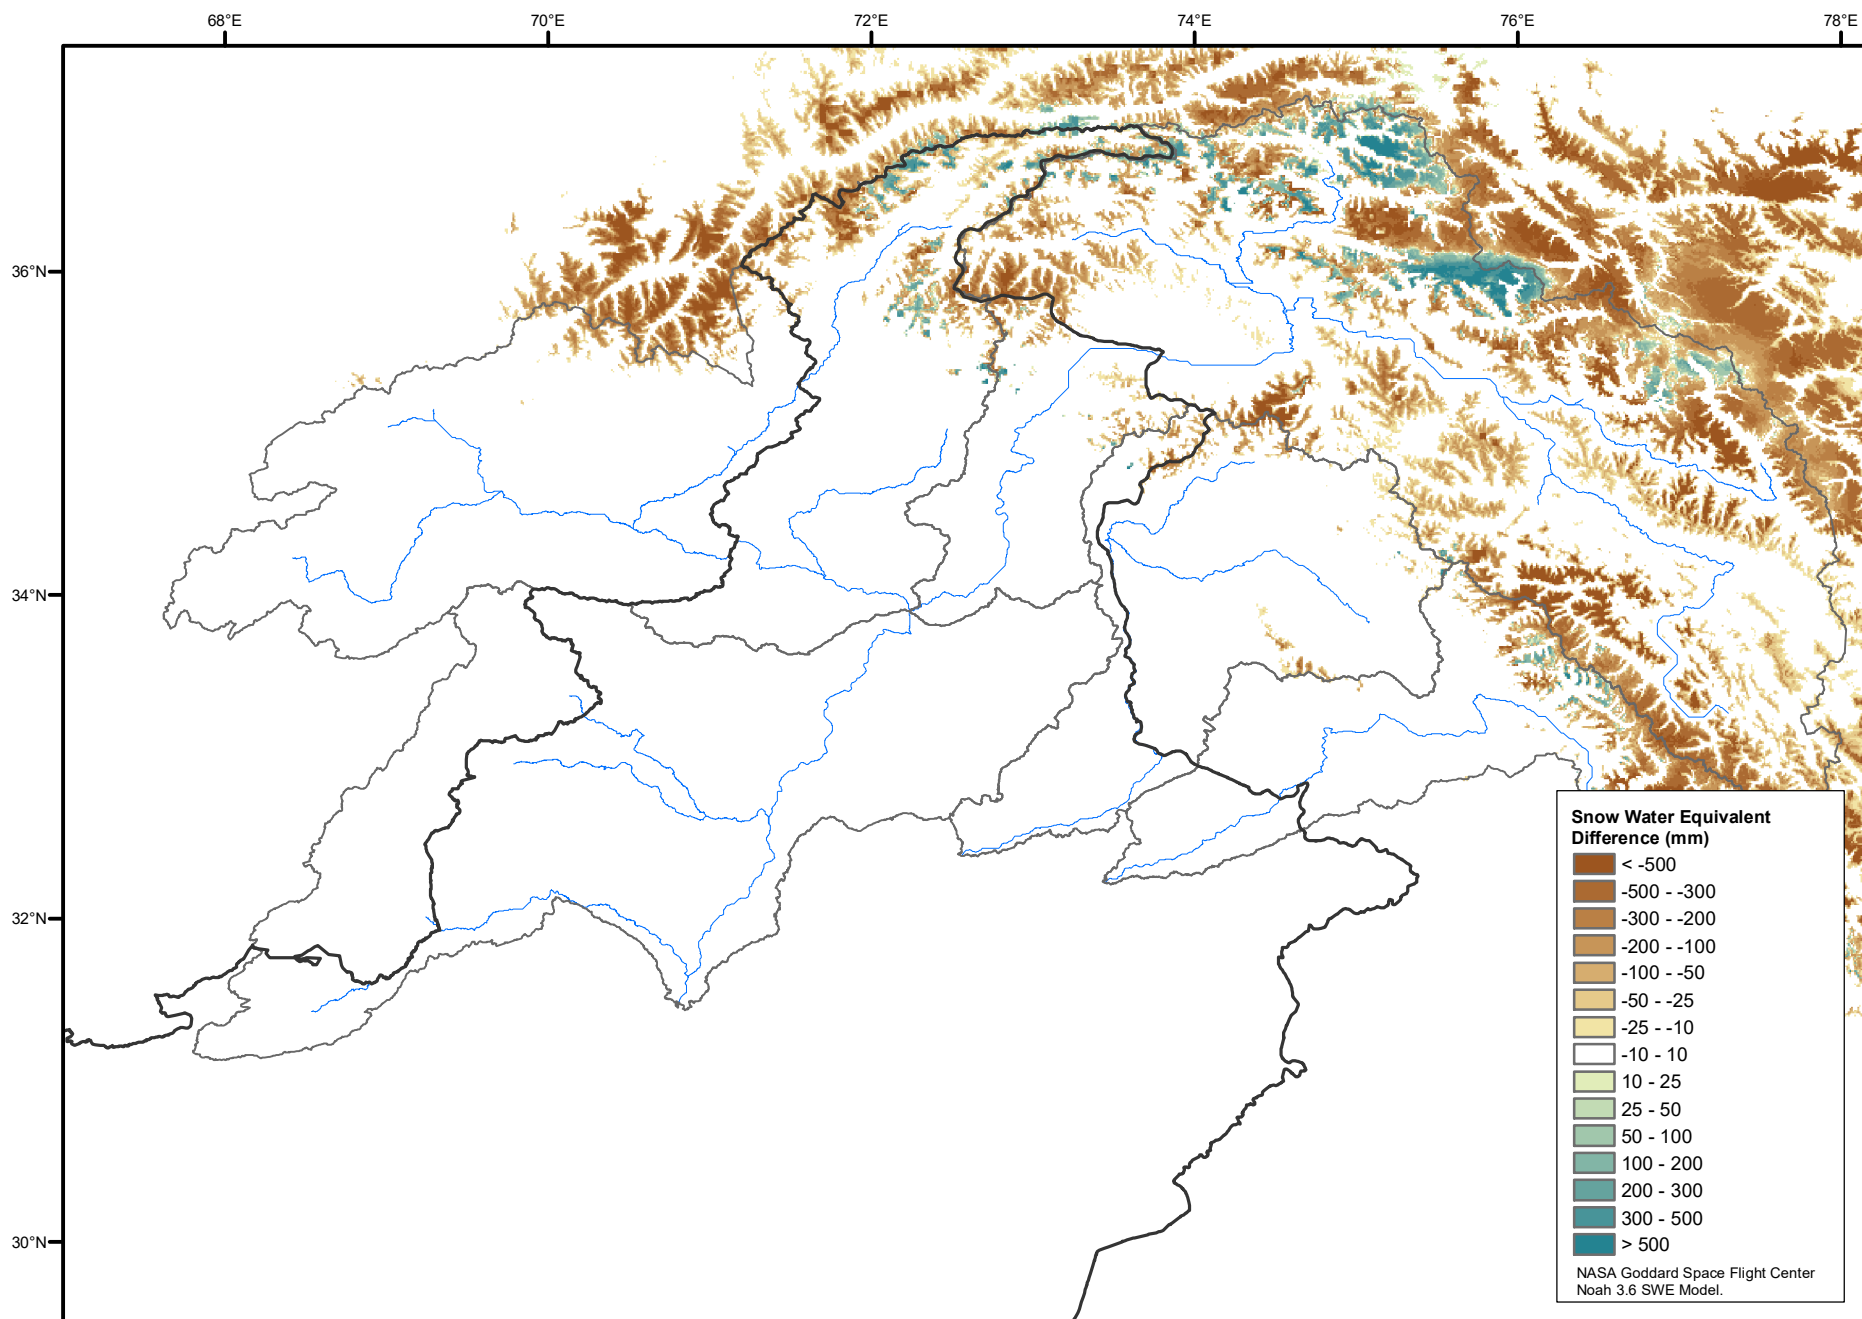 68°E 70°E 72°E 74°E 76°E 78°E
36°N
34°N
32°N
30°N
Snow Water Equivalent
Difference (mm)
< -500
-500 - -300
-300 - -200
-200 - -100
-100 - -50
-50 - -25
-25 - -10
-10 - 10
10 - 25
25 - 50
50 - 100
100 - 200
200 - 300
300 - 500
> 500
NASA Goddard Space Flight Center
Noah 3.6 SWE Model.